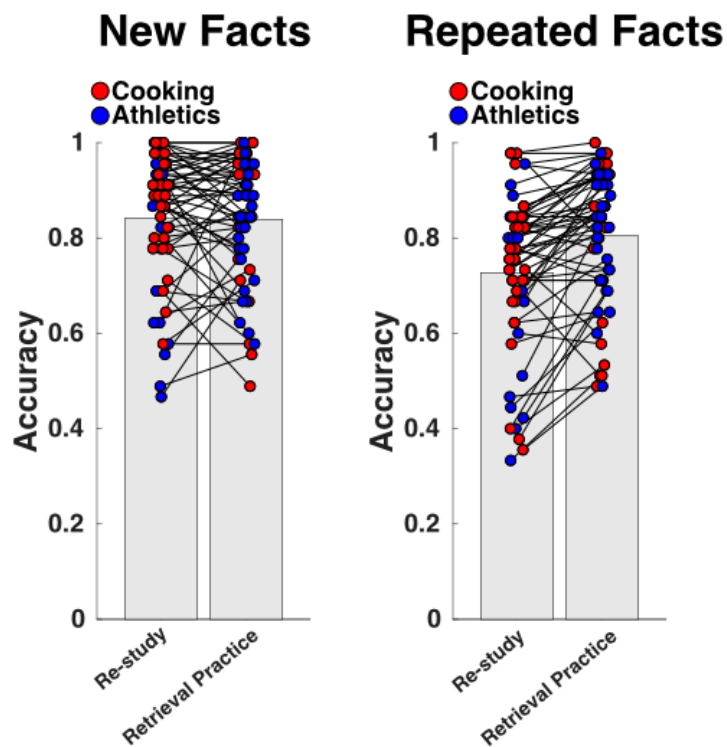 New Facts
Cooking
Athletics
1
0.8
0.6
0.4
0.2
0
Accuracy
Re-study
Retrieval Practice
Repeated Facts
Cooking
Athletics
1
0.8
0.6
0.4
0.2
0
Accuracy
Re-study
Retrieval Practice